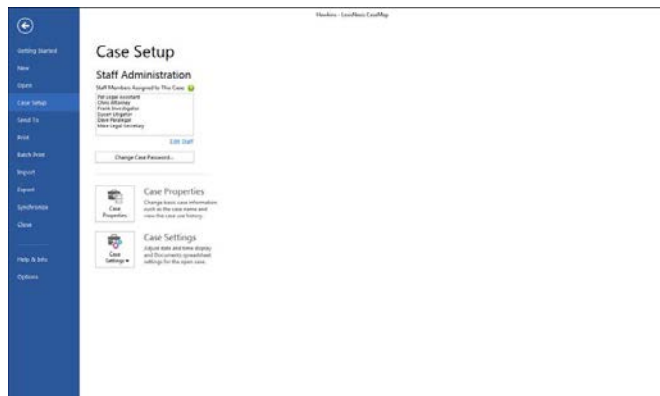 Hawkins - LexisNexis CaseMap
Getting Started
New
Open
Case Setup
Send To
Print
Batch Print
Import
Export
Synchronize
Close
Help & Info
Options
Case Setup
Staff Administration
Staff Members Assigned to This Case
Pat Legal Assistant
Chris Attorney
Frank Investigator
Susan Litigator
Dave Paralegal
Legal Secretary
Edit Staff
Change Case Password...
Case
Properties
Case Properties
Change basic case information
such as the case name and
view the case use history.
Case
Settings
Case Settings
Adjust date and time display
and Documents spreadsheet
settings for the open case.